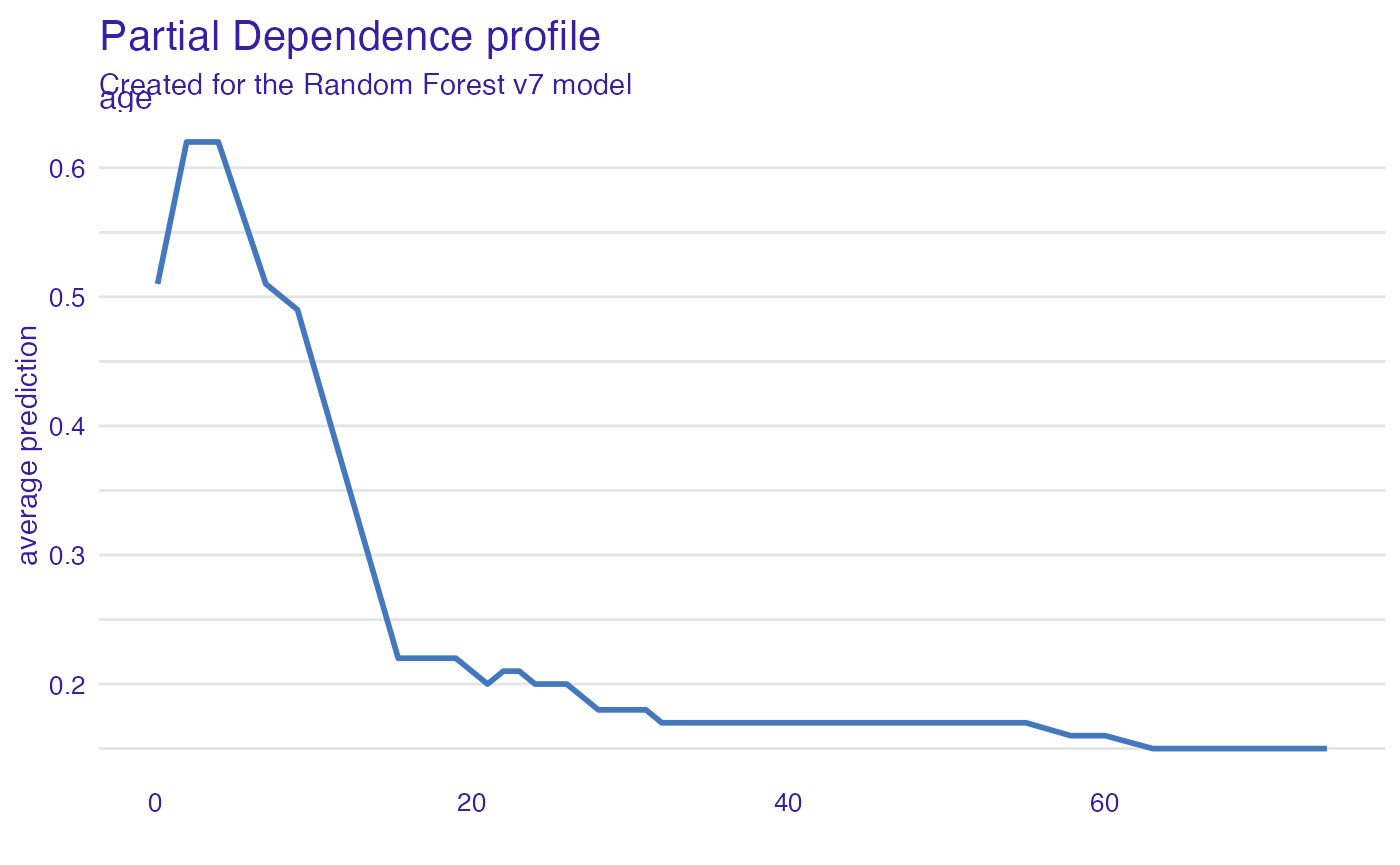 Partial Dependence profile
Created for the Random Forest v7 model
age
0.6
0.5
0.4
0.3
0.2
average prediction
0 20 40 60